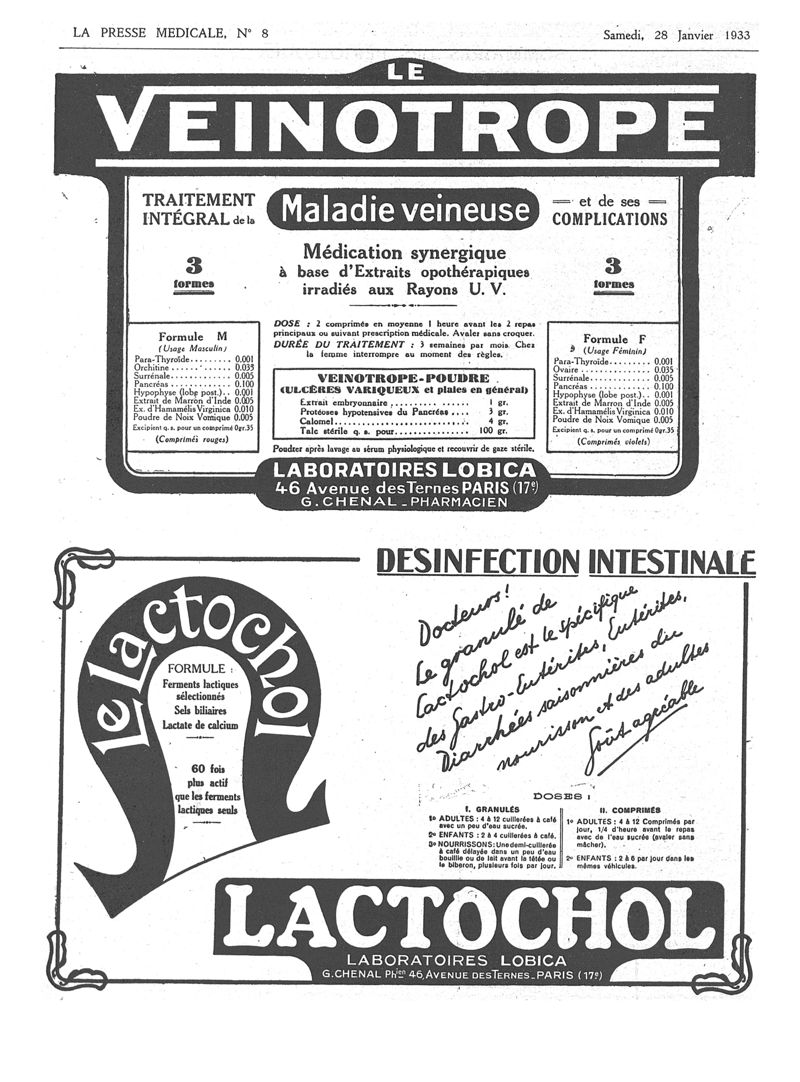 LA PRESSE MEDICALE, N° 8
Samedi, 28 Janvier 1933
LE
VEINOTROPE
TRAITEMENT
INTÉGRAL de la
Maladie veineuse
et de ses
COMPLICATIONS
3
formes
Médication synergique
à base d'Extraits opothérapiques
irradiés aux Rayons U. V.
3
formes
DOSE : 2 comprimés en moyenne 1 heure avant les 2 repas
principaux ou suivant prescription médicale. Avaler sans croquer.
DURÉE DU TRAITEMENT : 3 semaines par mois. Chez
la femme interrompre au moment des règles.
Formule M
(Usage Masculin)
Para-Thyroïde........ 0.001
Orchitine............ 0.035
Surrénale............ 0.005
Pancréas............. 0.100
Hypophyse (lobe post.).. 0.001
Extrait de Marron d'Inde 0.005
Ex. d'Hamamélis Virginica 0.010
Poudre de Noix Vomique 0.005
Excipient q. s. pour un comprimé 0gr.35
(Comprimés rouges)
VEINOTROPE-POUDRE
(ULCÈRES VARIQUEUX et plaies en général)
Extrait embryonnaire.............. 1 gr.
Protéoses hypotensives du Pancréas.... 3 gr.
Calomel................ 4 gr.
Talc stérile q. s. pour............... 100 gr.
Poudrer après lavage au sérum physiologique et recouvrir de gaze stérile.
Formule F
(Usage Féminin)
Para-Thyroïde........ 0.001
Ovaire............... 0.035
Surrénale............ 0.005
Pancréas............. 0.100
Hypophyse (lobe post.).. 0.001
Extrait de Marron d'Inde 0.005
Ex. d'Hamamélis Virginica 0.010
Poudre de Noix Vomique 0.005
Excipient q. s. pour un comprimé 0gr.35
(Comprimés violets)
LABORATOIRES LOBICA
46 Avenue des Ternes PARIS (17e)
G. CHENAL - PHARMACIEN
DESINFECTION INTESTINALE
Le Lactochol
FORMULE :
Ferments lactiques
sélectionnés
Sels biliaires
Lactate de calcium
60 fois
plus actif
que les ferments
lactiques seuls
Docteurs!
Le granulé de
Lactochol est le spécifique
des Gastro-Entérites, Entérites,
Diarrhées saisonnières du
nourisson et des adultes
Goût agréable
DOSES :
I. GRANULÉS
1o ADULTES : 4 à 12 cuillerées à café
avec un peu d'eau sucrée.
2o ENFANTS : 2 à 4 cuillerées à café.
3o NOURRISSONS: Une demi-cuillerée
à café délayée dans un peu d'eau
bouillie ou de lait avant la tétée ou
le biberon, plusieurs fois par jour.
II. COMPRIMÉS
1o ADULTES : 4 à 12 Comprimés par
jour, 1/4 d'heure avant le repas
avec de l'eau sucrée (avaler sans
mâcher).
2o ENFANTS : 2 à 6 par jour dans les
mêmes véhicules.
LACTOCHOL
LABORATOIRES LOBICA
G. CHENAL Phien 46, AVENUE DES TERNES - PARIS (17e)